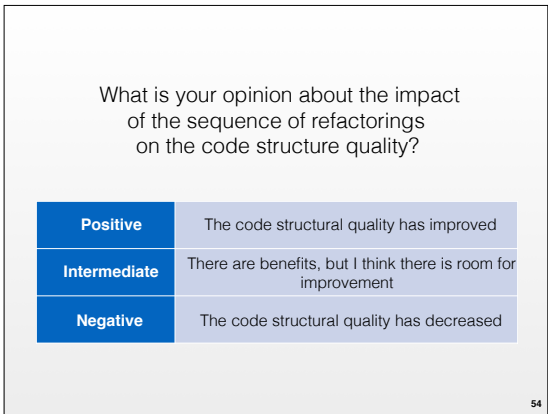 What is your opinion about the impact
of the sequence of refactorings
on the code structure quality?
Positive The code structural quality has improved
Intermediate There are benefits, but I think there is room for
improvement
Negative The code structural quality has decreased
54